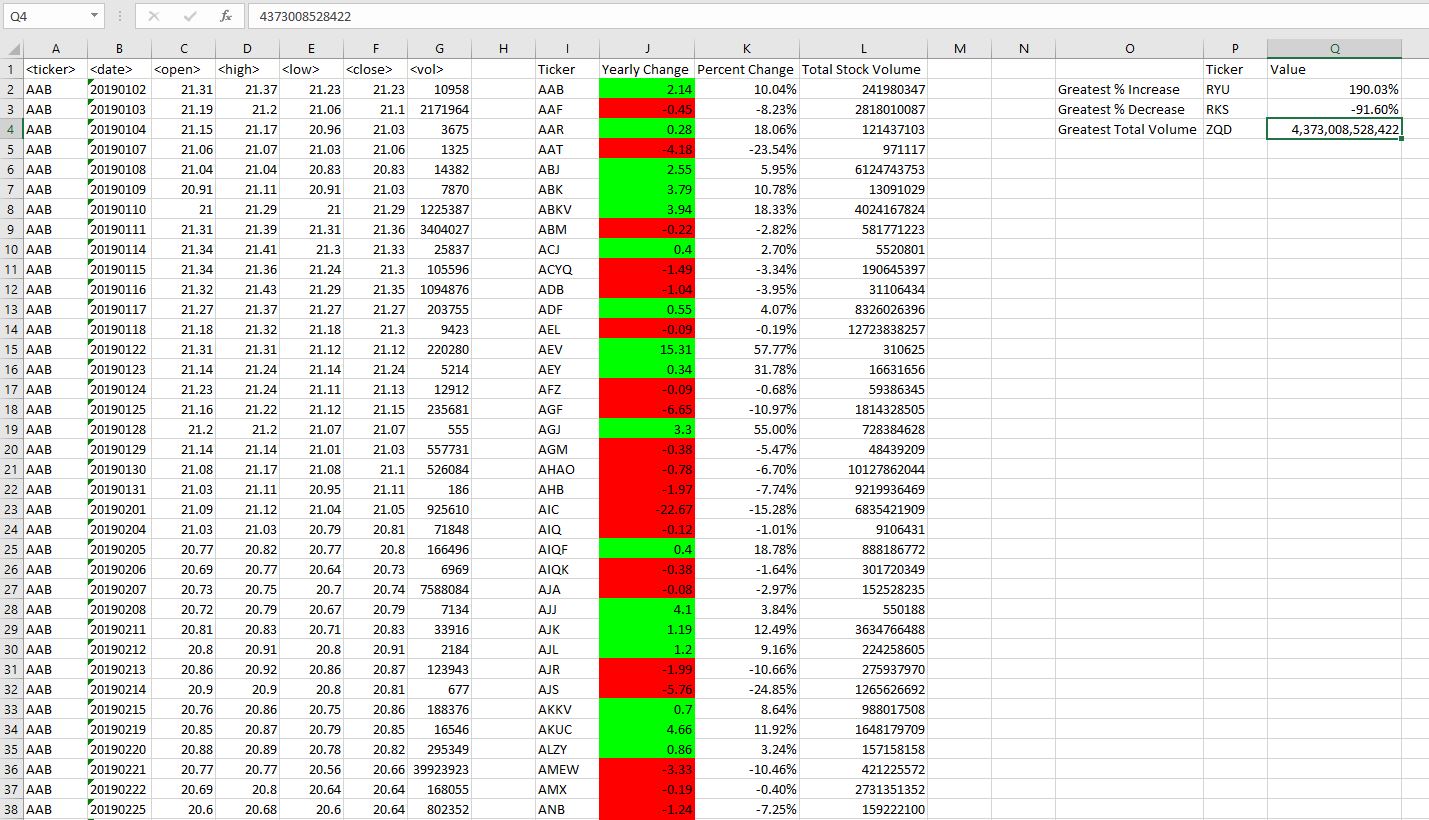 Q4 fx 4373008528422
A B C D E F G H I J K L M N O P Q
1 <ticker> <date> <open> <high> <low> <close> <vol> Ticker Yearly Change Percent Change Total Stock Volume Ticker Value
2 AAB 20190102 21.31 21.37 21.23 21.23 10958 AAB 2.14 10.04% 241980347 Greatest % Increase RYU 190.03%
3 AAB 20190103 21.19 21.2 21.06 21.1 2171964 AAF -0.45 -8.23% 2818010087 Greatest % Decrease RKS -91.60%
4 AAB 20190104 21.15 21.17 20.96 21.03 3675 AAR 0.28 18.06% 121437103 Greatest Total Volume ZQD 4,373,008,528,422
5 AAB 20190107 21.06 21.07 21.03 21.06 1325 AAT -4.18 -23.54% 971117
6 AAB 20190108 21.04 21.04 20.83 20.83 14382 ABJ 2.55 5.95% 6124743753
7 AAB 20190109 20.91 21.11 20.91 21.03 7870 ABK 3.79 10.78% 13091029
8 AAB 20190110 21 21.29 21 21.29 1225387 ABKV 3.94 18.33% 4024167824
9 AAB 20190111 21.31 21.39 21.31 21.36 3404027 ABM -0.22 -2.82% 581771223
10 AAB 20190114 21.34 21.41 21.3 21.33 25837 ACJ 0.4 2.70% 5520801
11 AAB 20190115 21.34 21.36 21.24 21.3 105596 ACYQ -1.49 -3.34% 190645397
12 AAB 20190116 21.32 21.43 21.29 21.35 1094876 ADB -1.04 -3.95% 31106434
13 AAB 20190117 21.27 21.37 21.27 21.27 203755 ADF 0.55 4.07% 8326026396
14 AAB 20190118 21.18 21.32 21.18 21.3 9423 AEL -0.09 -0.19% 12723838257
15 AAB 20190122 21.31 21.31 21.12 21.12 220280 AEV 15.31 57.77% 310625
16 AAB 20190123 21.14 21.24 21.14 21.24 5214 AEY 0.34 31.78% 16631656
17 AAB 20190124 21.23 21.24 21.11 21.13 12912 AFZ -0.09 -0.68% 59386345
18 AAB 20190125 21.16 21.22 21.12 21.15 235681 AGF -6.65 -10.97% 1814328505
19 AAB 20190128 21.2 21.2 21.07 21.07 555 AGJ 3.3 55.00% 728384628
20 AAB 20190129 21.14 21.14 21.01 21.03 557731 AGM -0.38 -5.47% 48439209
21 AAB 20190130 21.08 21.17 21.08 21.1 526084 AHAO -0.78 -6.70% 10127862044
22 AAB 20190131 21.03 21.11 20.95 21.11 186 AHB -1.97 -7.74% 9219936469
23 AAB 20190201 21.09 21.12 21.04 21.05 925610 AIC -22.67 -15.28% 6835421909
24 AAB 20190204 21.03 21.03 20.79 20.81 71848 AIQ -0.12 -1.01% 9106431
25 AAB 20190205 20.77 20.82 20.77 20.8 166496 AIQF 0.4 18.78% 888186772
26 AAB 20190206 20.69 20.77 20.64 20.73 6969 AIQK -0.38 -1.64% 301720349
27 AAB 20190207 20.73 20.75 20.7 20.74 7588084 AJA -0.08 -2.97% 152528235
28 AAB 20190208 20.72 20.79 20.67 20.79 7134 AJJ 4.1 3.84% 550188
29 AAB 20190211 20.81 20.83 20.71 20.83 33916 AJK 1.19 12.49% 3634766488
30 AAB 20190212 20.8 20.91 20.8 20.91 2184 AJL 1.2 9.16% 224258605
31 AAB 20190213 20.86 20.92 20.86 20.87 123943 AJR -1.99 -10.66% 275937970
32 AAB 20190214 20.9 20.9 20.8 20.81 677 AJS -5.76 -24.85% 1265626692
33 AAB 20190215 20.76 20.86 20.75 20.86 188376 AKKV 0.7 8.64% 988017508
34 AAB 20190219 20.85 20.87 20.79 20.85 16546 AKUC 4.66 11.92% 1648179709
35 AAB 20190220 20.88 20.89 20.78 20.82 295349 ALZY 0.86 3.24% 157158158
36 AAB 20190221 20.77 20.77 20.56 20.66 39923923 AMEW -3.33 -10.46% 421225572
37 AAB 20190222 20.69 20.8 20.64 20.64 168055 AMX -0.19 -0.40% 2731351352
38 AAB 20190225 20.6 20.68 20.6 20.64 802352 ANB -1.24 -7.25% 159222100